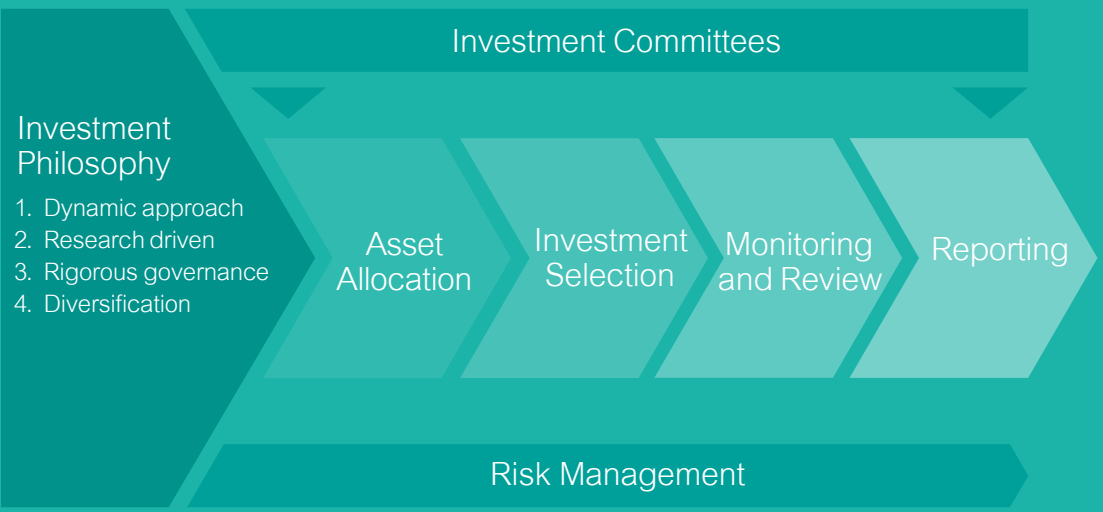 Investment Committees
Investment
Philosophy
1. Dynamic approach
2. Research driven
3. Rigorous governance
4. Diversification
Asset
Allocation
Investment
Selection
Monitoring
and Review
Reporting
Risk Management